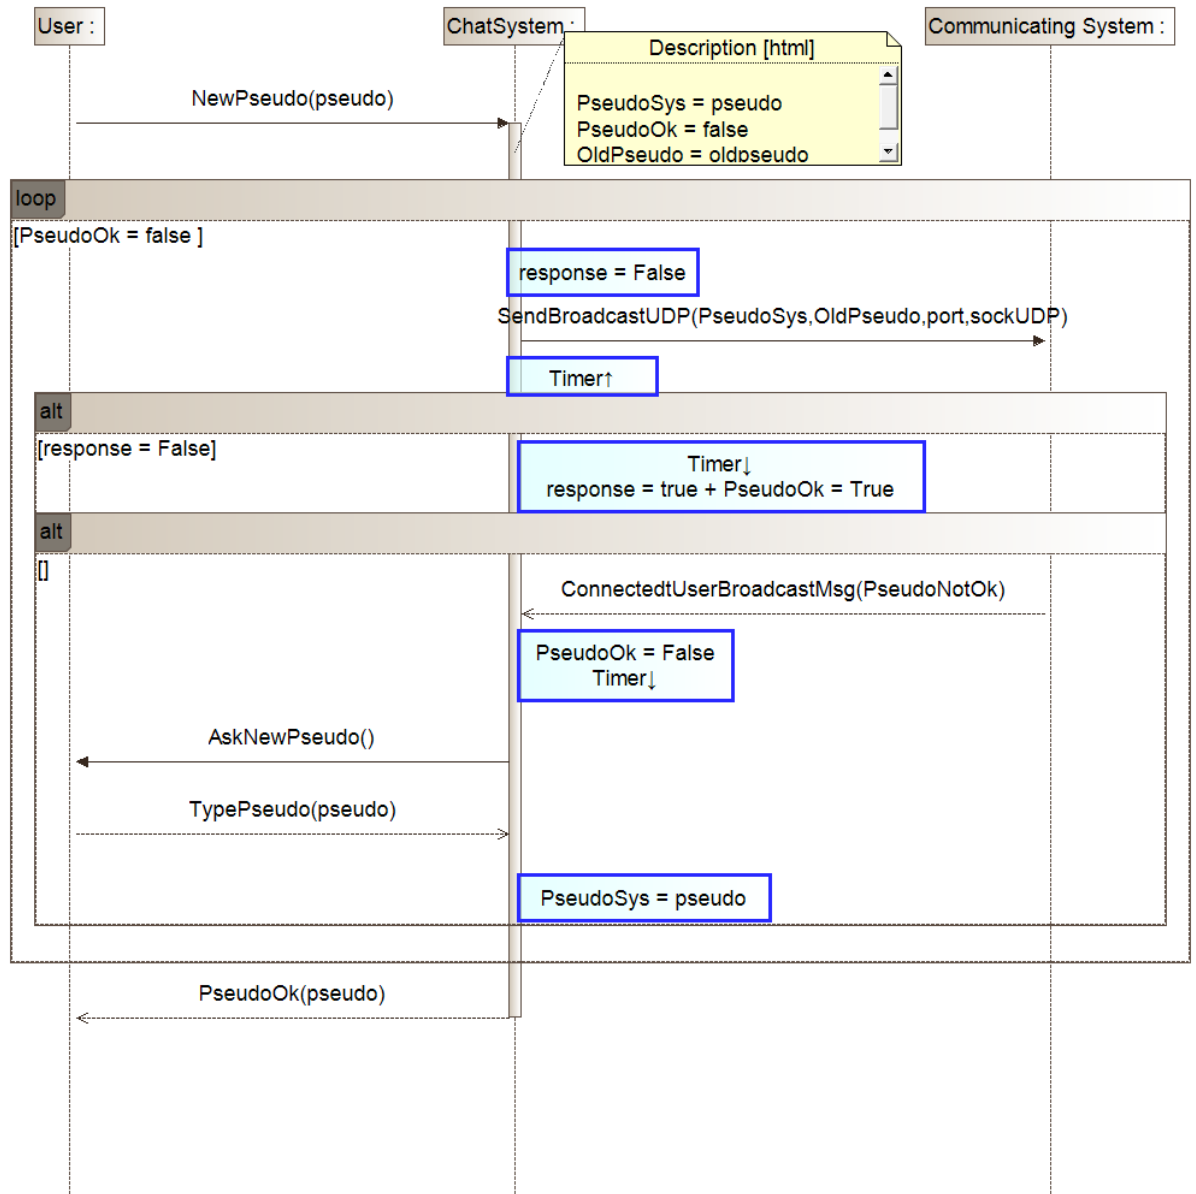 User :
ChatSystem :
Communicating System :
Description [html]
PseudoSys = pseudo
PseudoOk = false
OldPseudo = oldpseudo
NewPseudo(pseudo)
loop
[PseudoOk = false ]
response = False
SendBroadcastUDP(PseudoSys,OldPseudo,port,sockUDP)
Timer↑
alt
[response = False]
Timer↓
response = true + PseudoOk = True
alt
[]
ConnectedtUserBroadcastMsg(PseudoNotOk)
PseudoOk = False
Timer↓
AskNewPseudo()
TypePseudo(pseudo)
PseudoSys = pseudo
PseudoOk(pseudo)